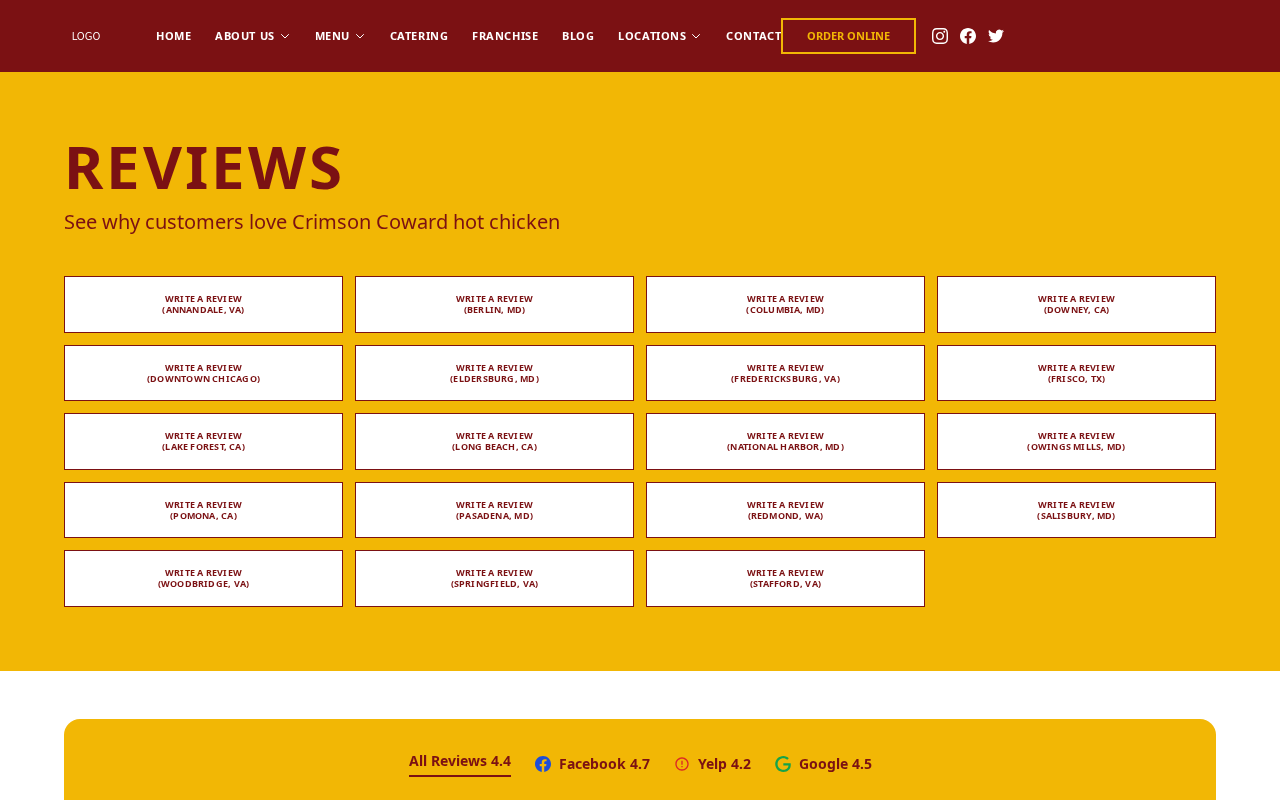 LOGO
HOME
ABOUT US
MENU
CATERING
FRANCHISE
BLOG
LOCATIONS
CONTACT
ORDER ONLINE
REVIEWS
See why customers love Crimson Coward hot chicken
WRITE A REVIEW
(ANNANDALE, VA)
WRITE A REVIEW
(BERLIN, MD)
WRITE A REVIEW
(COLUMBIA, MD)
WRITE A REVIEW
(DOWNEY, CA)
WRITE A REVIEW
(DOWNTOWN CHICAGO)
WRITE A REVIEW
(ELDERSBURG, MD)
WRITE A REVIEW
(FREDERICKSBURG, VA)
WRITE A REVIEW
(FRISCO, TX)
WRITE A REVIEW
(LAKE FOREST, CA)
WRITE A REVIEW
(LONG BEACH, CA)
WRITE A REVIEW
(NATIONAL HARBOR, MD)
WRITE A REVIEW
(OWINGS MILLS, MD)
WRITE A REVIEW
(POMONA, CA)
WRITE A REVIEW
(PASADENA, MD)
WRITE A REVIEW
(REDMOND, WA)
WRITE A REVIEW
(SALISBURY, MD)
WRITE A REVIEW
(WOODBRIDGE, VA)
WRITE A REVIEW
(SPRINGFIELD, VA)
WRITE A REVIEW
(STAFFORD, VA)
All Reviews 4.4
Facebook 4.7
Yelp 4.2
Google 4.5